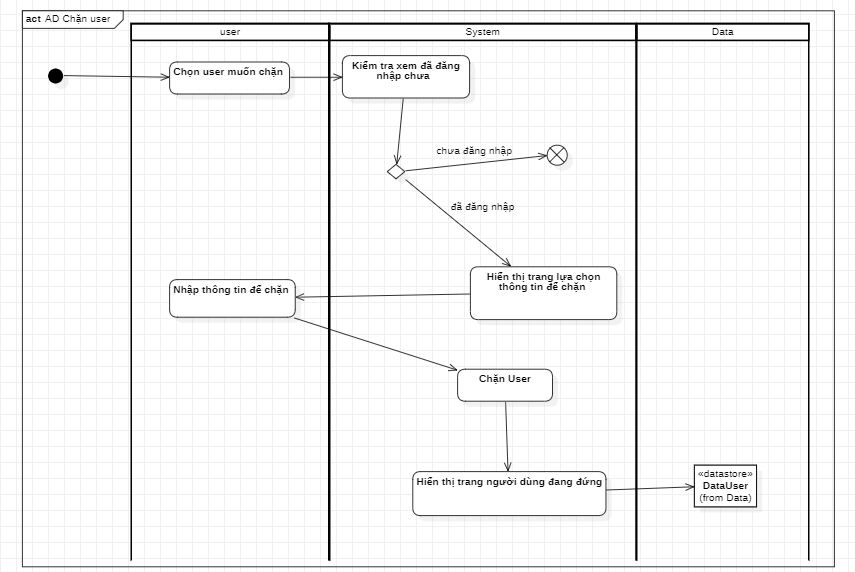 act AD Chặn user
user
System
Data
Chọn user muốn chặn
Kiểm tra xem đã đăng
nhập chưa
chưa đăng nhập
đã đăng nhập
Hiển thị trang lựa chọn
thông tin để chặn
Nhập thông tin để chặn
Chặn User
Hiển thị trang người dùng đang đứng
«datastore»
DataUser
(from Data)